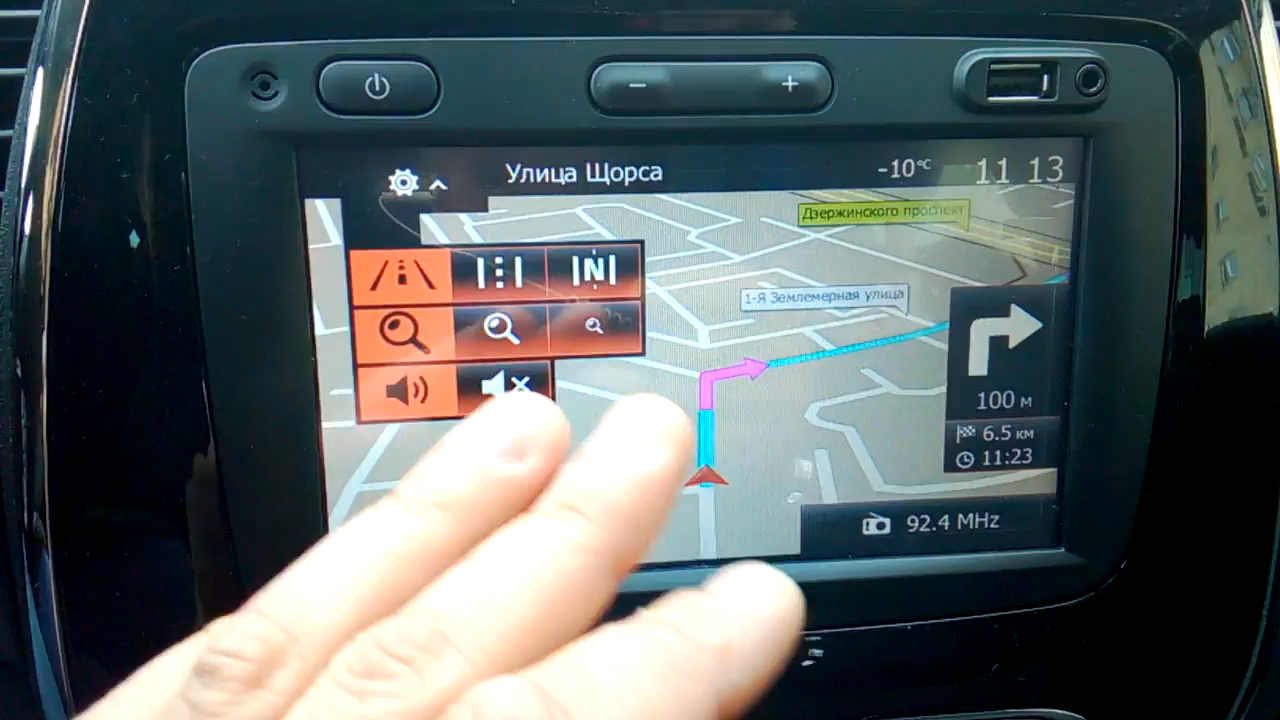 Улица Щорса
-10°C
11 13
Дзержинского проспект
1-Я Землемерная улица
N
100 м
6.5 км
11:23
92.4 MHz